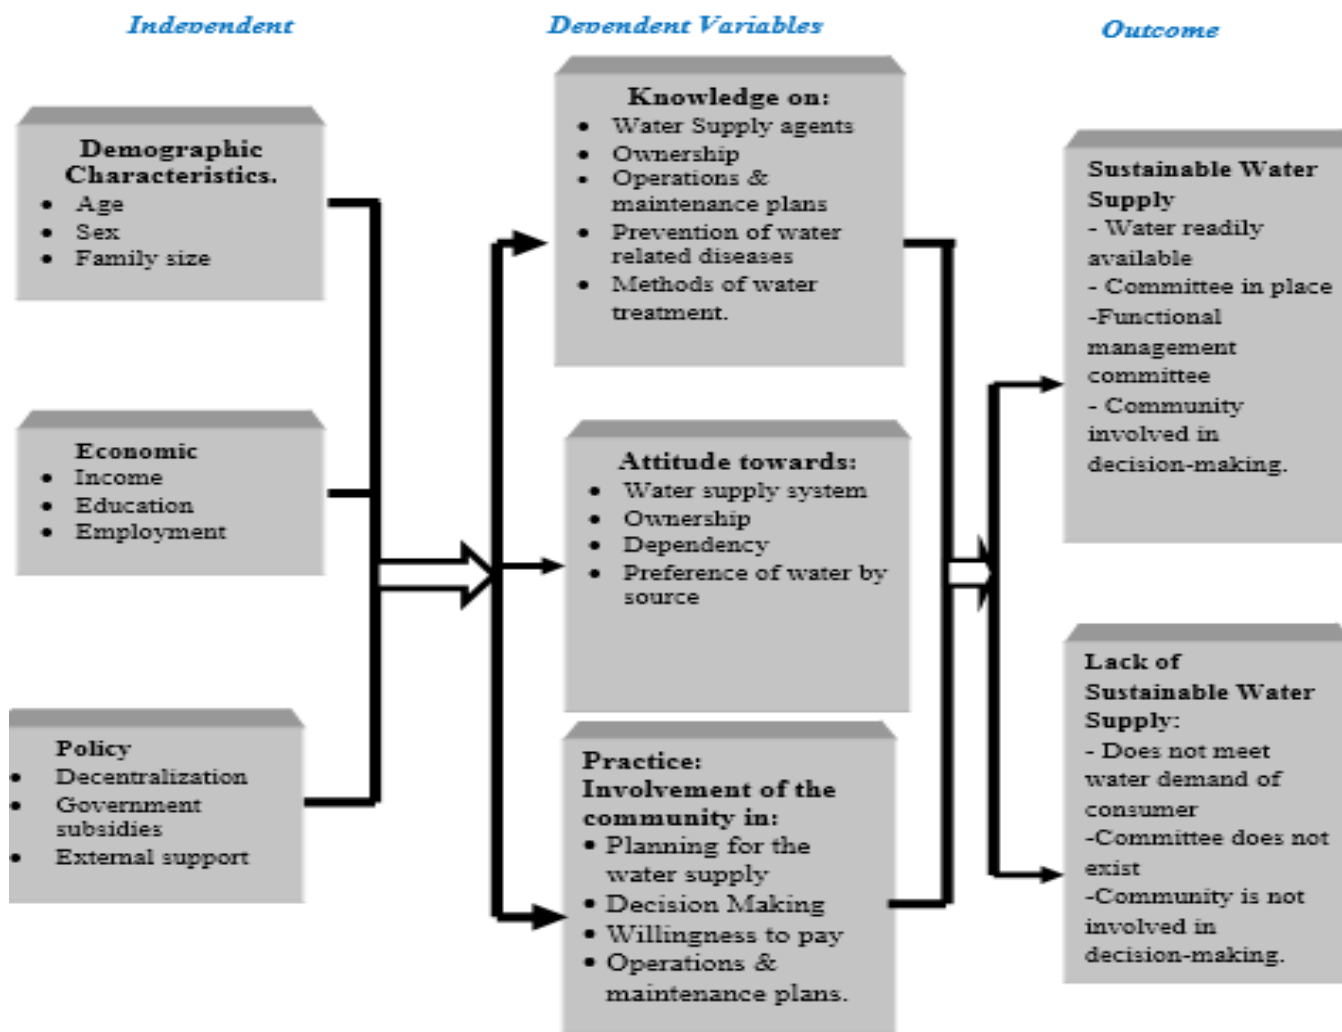 Independent
Dependent Variables
Outcome
Demographic
Characteristics.
• Age
• Sex
• Family size
Economic
• Income
• Education
• Employment
Policy
• Decentralization
• Government
subsidies
• External support
Knowledge on:
• Water Supply agents
• Ownership
• Operations &
maintenance plans
• Prevention of water
related diseases
• Methods of water
treatment.
Attitude towards:
• Water supply system
• Ownership
• Dependency
• Preference of water by
source
Practice:
Involvement of the
community in:
• Planning for the
water supply
• Decision Making
• Willingness to pay
• Operations &
maintenance plans.
Sustainable Water
Supply
- Water readily
available
- Committee in place
-Functional
management
committee
- Community
involved in
decision-making.
Lack of
Sustainable Water
Supply:
- Does not meet
water demand of
consumer
-Committee does not
exist
-Community is not
involved in
decision-making.